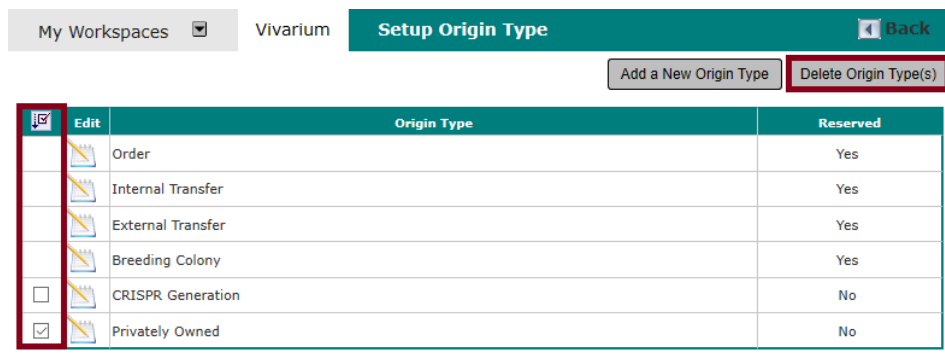 My Workspaces Vivarium Setup Origin Type Back
Add a New Origin Type Delete Origin Type(s)
Edit Origin Type Reserved
Order Yes
Internal Transfer Yes
External Transfer Yes
Breeding Colony Yes
CRISPR Generation No
Privately Owned No